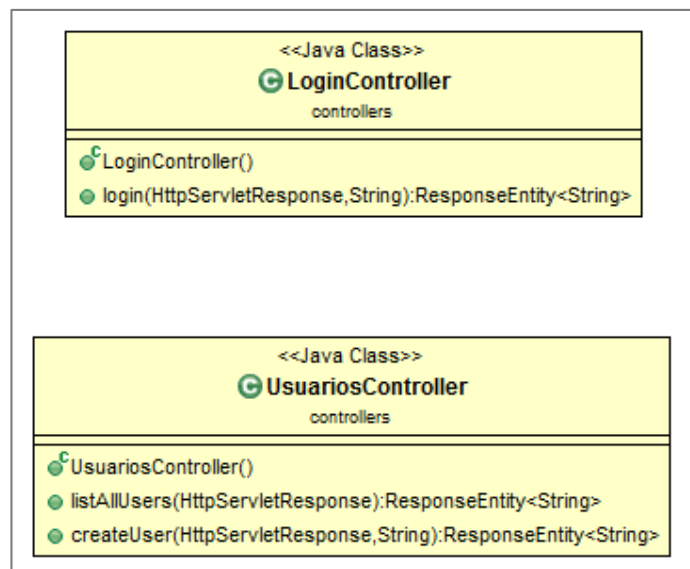 <<Java Class>>
LoginController
controllers
LoginController()
login(HttpServletResponse,String):ResponseEntity<String>
<<Java Class>>
UsuariosController
controllers
UsuariosController()
listAllUsers(HttpServletResponse):ResponseEntity<String>
createUser(HttpServletResponse,String):ResponseEntity<String>